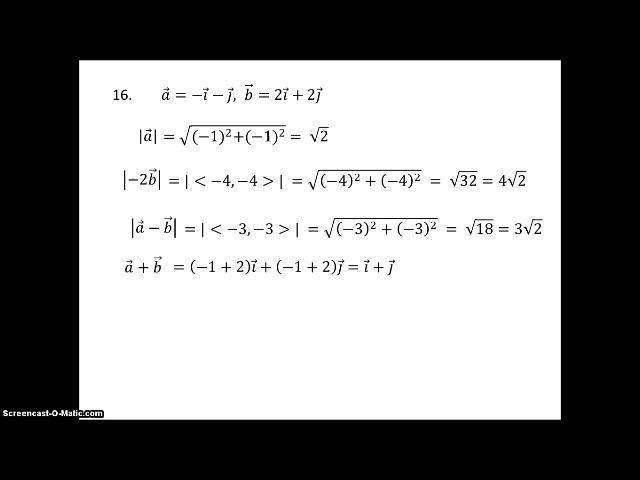 16. a⃗ = −i⃗ − j⃗, b⃗ = 2i⃗ + 2j⃗
|a⃗| = √((−1)²+(−1)²) = √2
|−2b⃗| = | < −4, −4 > | = √((−4)² + (−4)²) = √32 = 4√2
|a⃗ − b⃗| = | < −3, −3 > | = √((−3)² + (−3)²) = √18 = 3√2
a⃗ + b⃗ = (−1 + 2)i⃗ + (−1 + 2)j⃗ = i⃗ + j⃗
Screencast-O-Matic.com